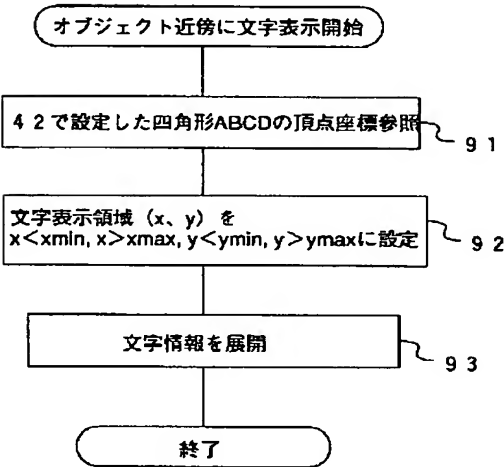 オブジェクト近傍に文字表示開始
４２で設定した四角形ABCDの頂点座標参照
９１
文字表示領域（x、y）を
x＜xmin, x＞xmax, y＜ymin, y＞ymaxに設定
９２
文字情報を展開
９３
終了